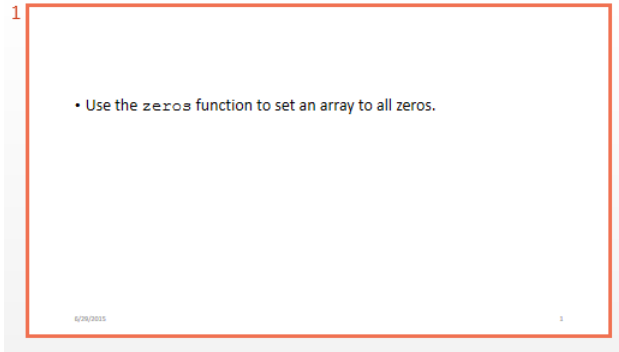 1
• Use the zeros function to set an array to all zeros.
6/29/2015 1